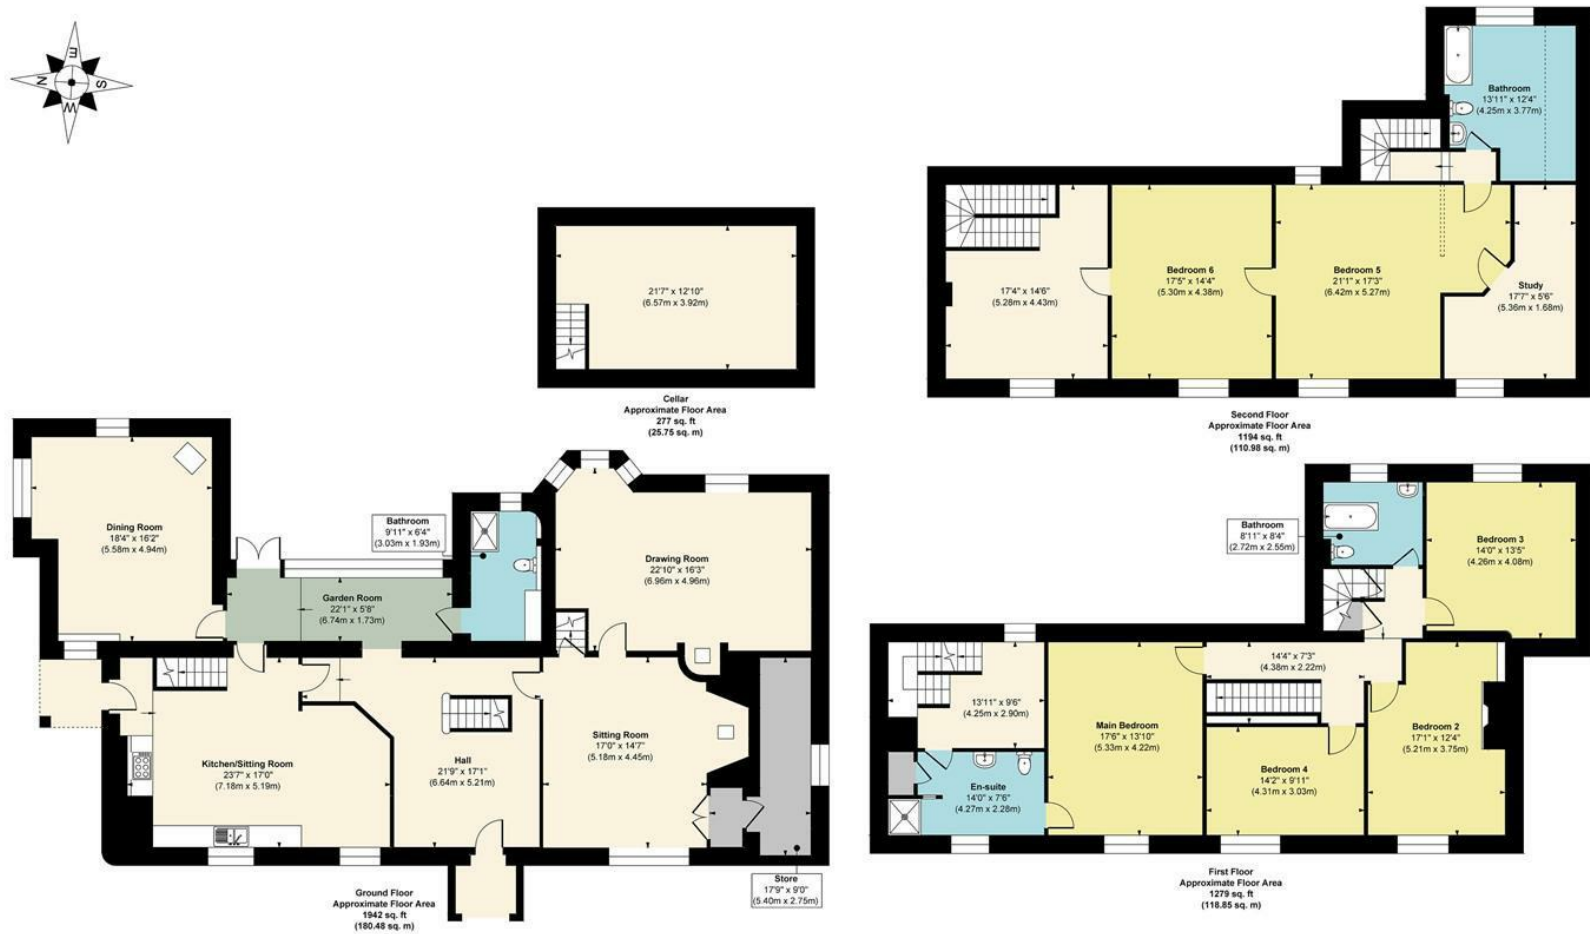 E
N
S
W
21'7" x 12'10"
(6.57m x 3.92m)
Cellar
Approximate Floor Area
277 sq. ft
(25.75 sq. m)
Bathroom
13'11" x 12'4"
(4.25m x 3.77m)
17'4" x 14'6"
(5.28m x 4.43m)
Bedroom 6
17'5" x 14'4"
(5.30m x 4.38m)
Bedroom 5
21'1" x 17'3"
(6.42m x 5.27m)
Study
17'7" x 5'6"
(5.36m x 1.68m)
Second Floor
Approximate Floor Area
1194 sq. ft
(110.98 sq. m)
Dining Room
18'4" x 16'2"
(5.58m x 4.94m)
Bathroom
9'11" x 6'4"
(3.03m x 1.93m)
Drawing Room
22'10" x 16'3"
(6.96m x 4.96m)
Garden Room
22'1" x 5'8"
(6.74m x 1.73m)
Kitchen/Sitting Room
23'7" x 17'0"
(7.18m x 5.19m)
Hall
21'9" x 17'1"
(6.64m x 5.21m)
Sitting Room
17'0" x 14'7"
(5.18m x 4.45m)
Store
17'9" x 9'0"
(5.40m x 2.75m)
Ground Floor
Approximate Floor Area
1942 sq. ft
(180.48 sq. m)
Bathroom
8'11" x 8'4"
(2.72m x 2.55m)
Bedroom 3
14'0" x 13'5"
(4.26m x 4.08m)
14'4" x 7'3"
(4.38m x 2.22m)
13'11" x 9'6"
(4.25m x 2.90m)
Main Bedroom
17'6" x 13'10"
(5.33m x 4.22m)
Bedroom 2
17'1" x 12'4"
(5.21m x 3.75m)
Bedroom 4
14'2" x 9'11"
(4.31m x 3.03m)
En-suite
14'0" x 7'6"
(4.27m x 2.28m)
First Floor
Approximate Floor Area
1279 sq. ft
(118.85 sq. m)